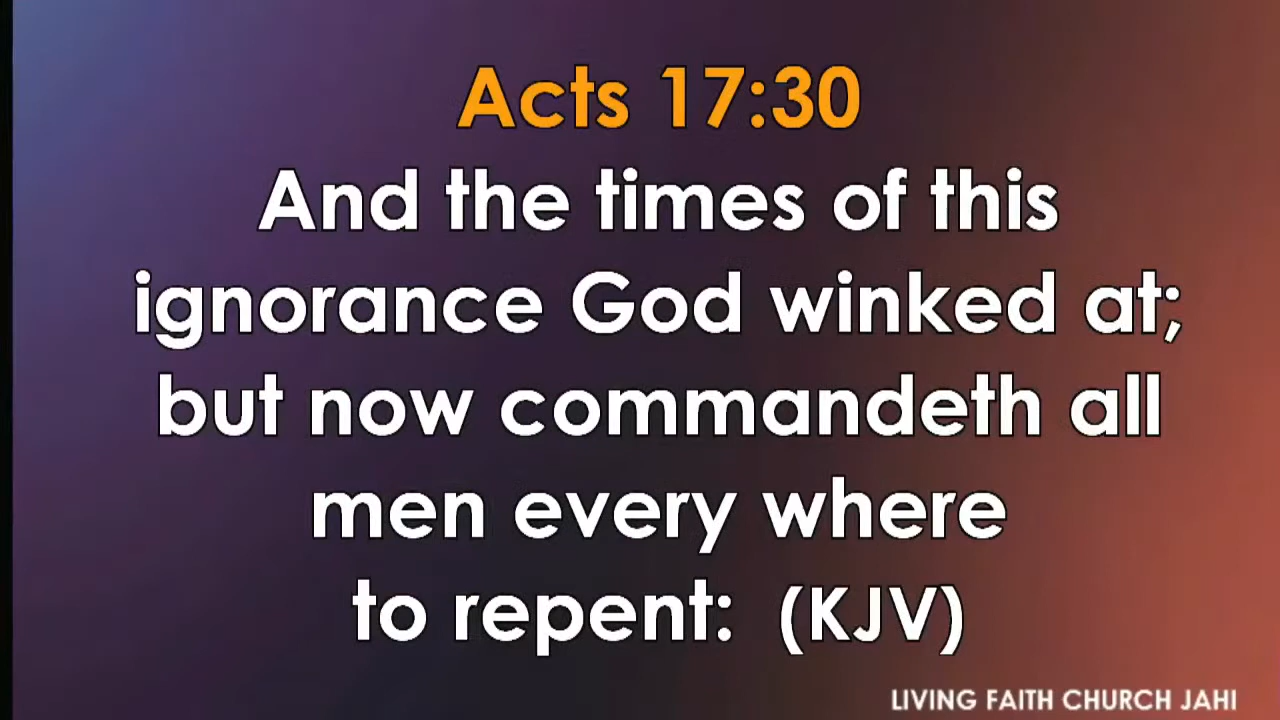 Acts 17:30
And the times of this
ignorance God winked at;
but now commandeth all
men every where
to repent: (KJV)
LIVING FAITH CHURCH JAHI